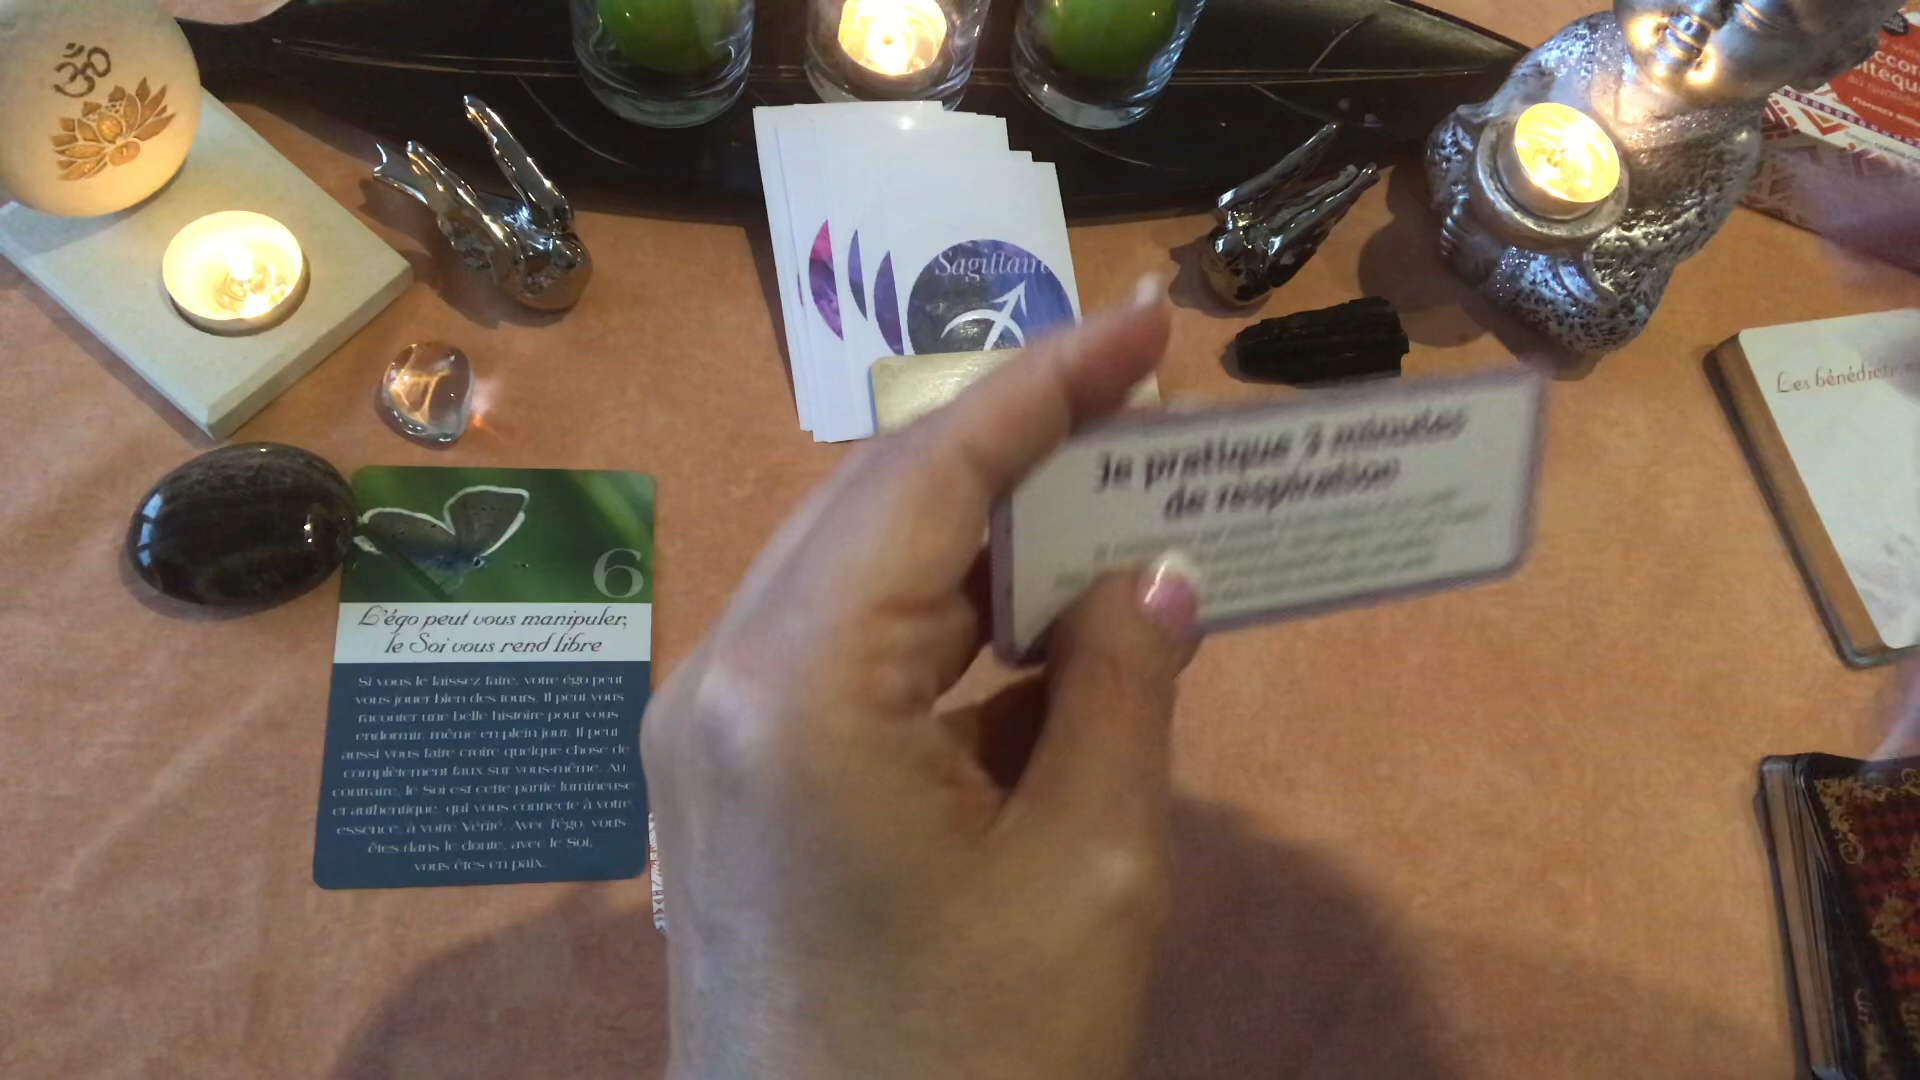 ॐ
accor
oltèqu
Sagittaire
Les bénédicti
Je pratique 3 minutes
de respiration
6
L'égo peut vous manipuler,
le Soi vous rend libre
Si vous le laissez faire, votre égo peut
vous jouer bien des tours. Il peut vous
raconter une belle histoire pour vous
endormir, même en plein jour. Il peut
aussi vous faire croire quelque chose de
complètement faux sur vous-même. Au
contraire, le Soi est cette partie lumineuse
et authentique, qui vous connecte à votre
essence, à votre Vérité. Avec l'égo, vous
êtes dans le doute, avec le Soi,
vous êtes en paix.